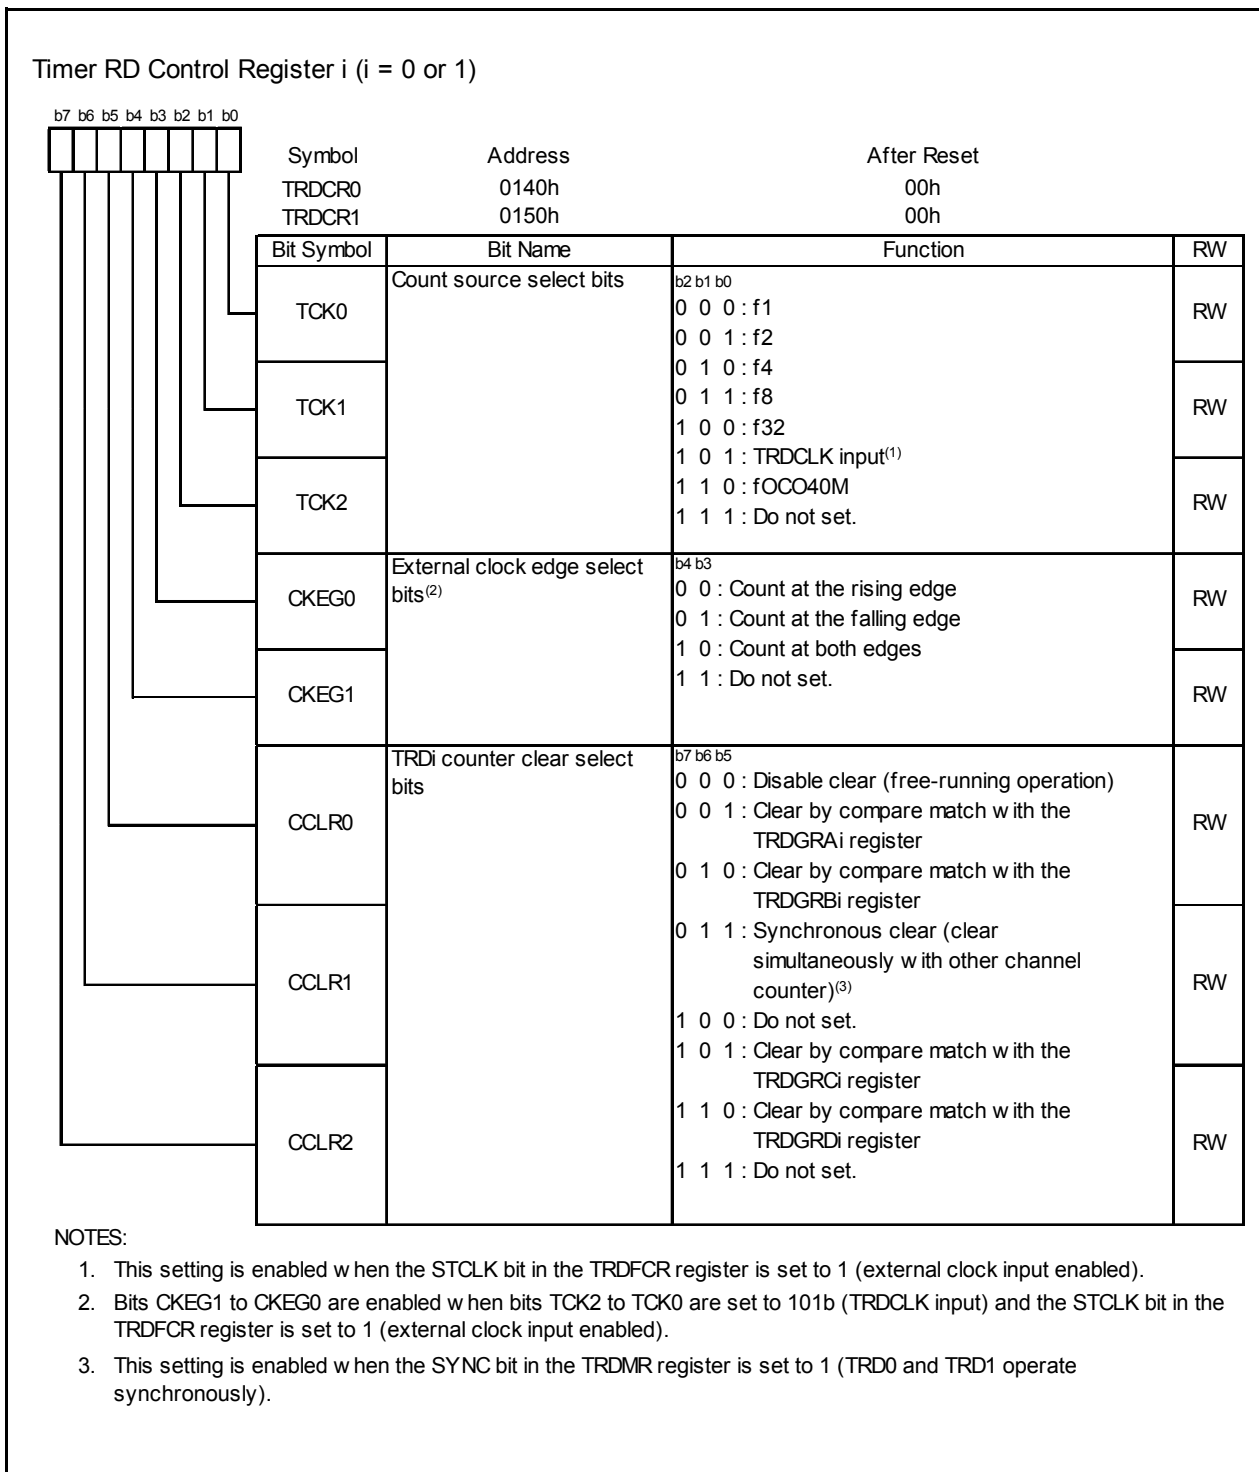 Timer RD Control Register i (i = 0 or 1)
b7 b6 b5 b4 b3 b2 b1 b0
Symbol Address After Reset
TRDCR0 0140h 00h
TRDCR1 0150h 00h
Bit Symbol Bit Name Function RW
TCK0 Count source select bits RW
b2 b1 b0
0 0 0 : f1
0 0 1 : f2
0 1 0 : f4
TCK1 RW
0 1 1 : f8
1 0 0 : f32
1 0 1 : TRDCLK input(1)
TCK2 RW
1 1 0 : fOCO40M
1 1 1 : Do not set.
CKEG0 External clock edge select RW
bits(2)
b4 b3
0 0 : Count at the rising edge
0 1 : Count at the falling edge
1 0 : Count at both edges
CKEG1 RW
1 1 : Do not set.
CCLR0 TRDi counter clear select RW
bits
b7 b6 b5
0 0 0 : Disable clear (free-running operation)
0 0 1 : Clear by compare match with the
TRDGRAi register
0 1 0 : Clear by compare match with the
TRDGRBi register
CCLR1 RW
0 1 1 : Synchronous clear (clear
simultaneously with other channel
counter)(3)
1 0 0 : Do not set.
1 0 1 : Clear by compare match with the
TRDGRCi register
CCLR2 RW
1 1 0 : Clear by compare match with the
TRDGRDi register
1 1 1 : Do not set.
NOTES:
1. This setting is enabled when the STCLK bit in the TRDFCR register is set to 1 (external clock input enabled).
2. Bits CKEG1 to CKEG0 are enabled when bits TCK2 to TCK0 are set to 101b (TRDCLK input) and the STCLK bit in the
TRDFCR register is set to 1 (external clock input enabled).
3. This setting is enabled when the SYNC bit in the TRDMR register is set to 1 (TRD0 and TRD1 operate
synchronously).